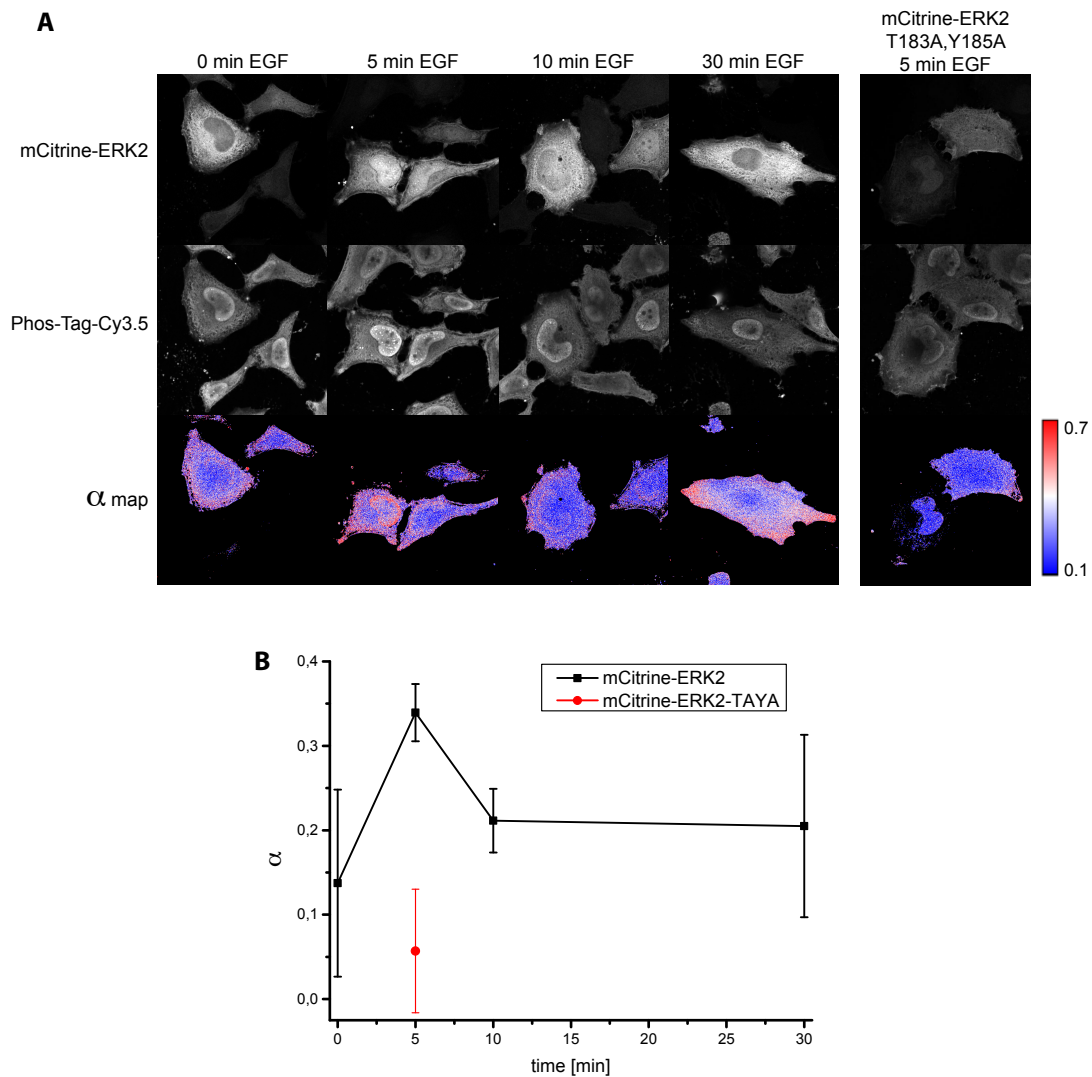 A
0 min EGF
5 min EGF
10 min EGF
30 min EGF
mCitrine-ERK2
T183A,Y185A
5 min EGF
mCitrine-ERK2
Phos-Tag-Cy3.5
α map
0.7
0.1
B
0,4
0,3
0,2
0,1
0,0
α
mCitrine-ERK2
mCitrine-ERK2-TAYA
0
5
10
15
20
25
30
time [min]